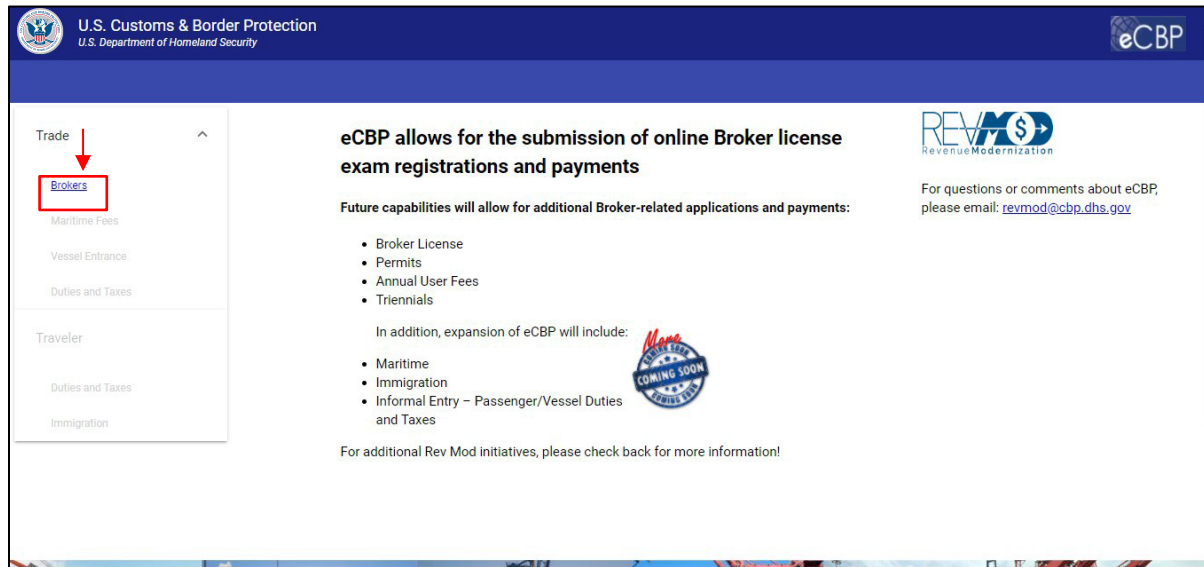 U.S. Customs & Border Protection
U.S. Department of Homeland Security
eCBP
Trade
Brokers
Maritime Fees
Vessel Entrance
Duties and Taxes
Traveler
Duties and Taxes
Immigration
eCBP allows for the submission of online Broker license
exam registrations and payments
Future capabilities will allow for additional Broker-related applications and payments:
• Broker License
• Permits
• Annual User Fees
• Triennials
In addition, expansion of eCBP will include:
• Maritime
• Immigration
• Informal Entry – Passenger/Vessel Duties
and Taxes
More
COMING SOON
COMING SOON
COMING SOON
For additional Rev Mod initiatives, please check back for more information!
REVMOD
RevenueModernization
For questions or comments about eCBP,
please email: revmod@cbp.dhs.gov